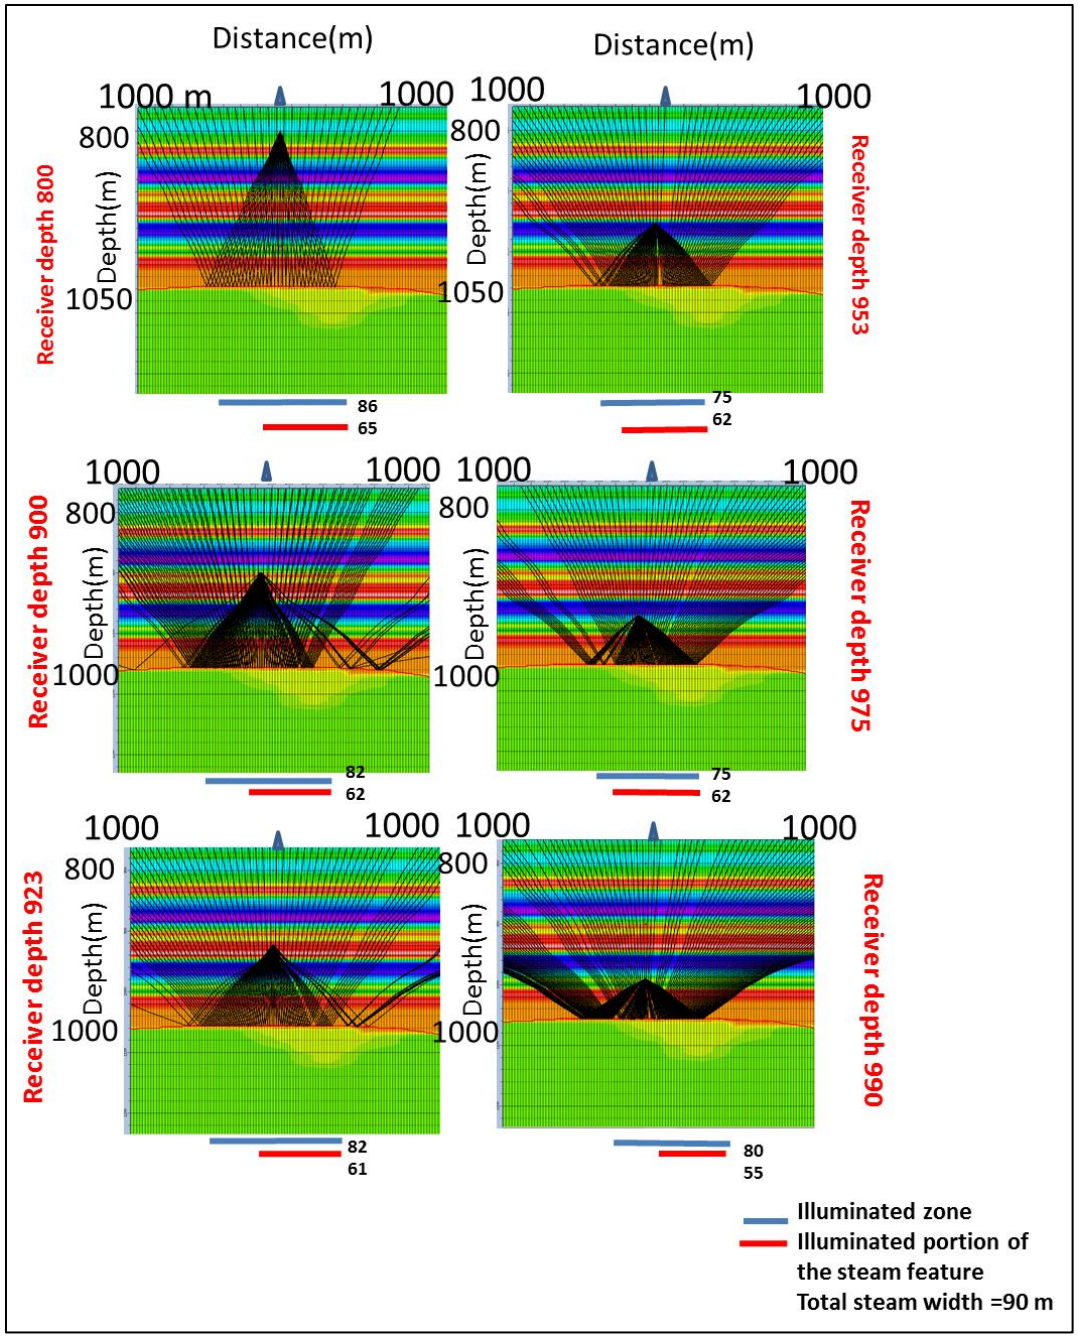 Distance(m)
Distance(m)
1000 m
1000
1000
1000
800
800
Depth(m)
Depth(m)
1050
1050
Receiver depth 800
Receiver depth 953
86
65
75
62
1000
1000
1000
1000
800
800
Depth(m)
Depth(m)
1000
1000
Receiver depth 900
Receiver depth 975
82
62
75
62
1000
1000
1000
1000
800
800
Depth(m)
Depth(m)
1000
1000
Receiver depth 923
Receiver depth 990
82
61
80
55
Illuminated zone
Illuminated portion of
the steam feature
Total steam width =90 m